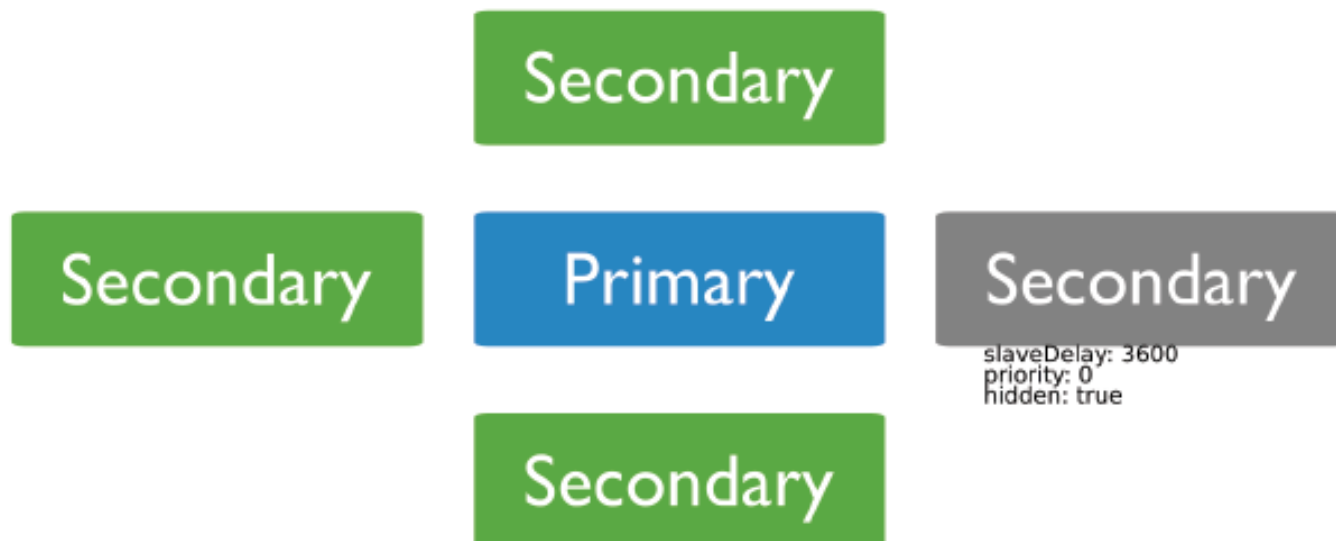 Secondary
Secondary
Primary
Secondary
slaveDelay: 3600
priority: 0
hidden: true
Secondary